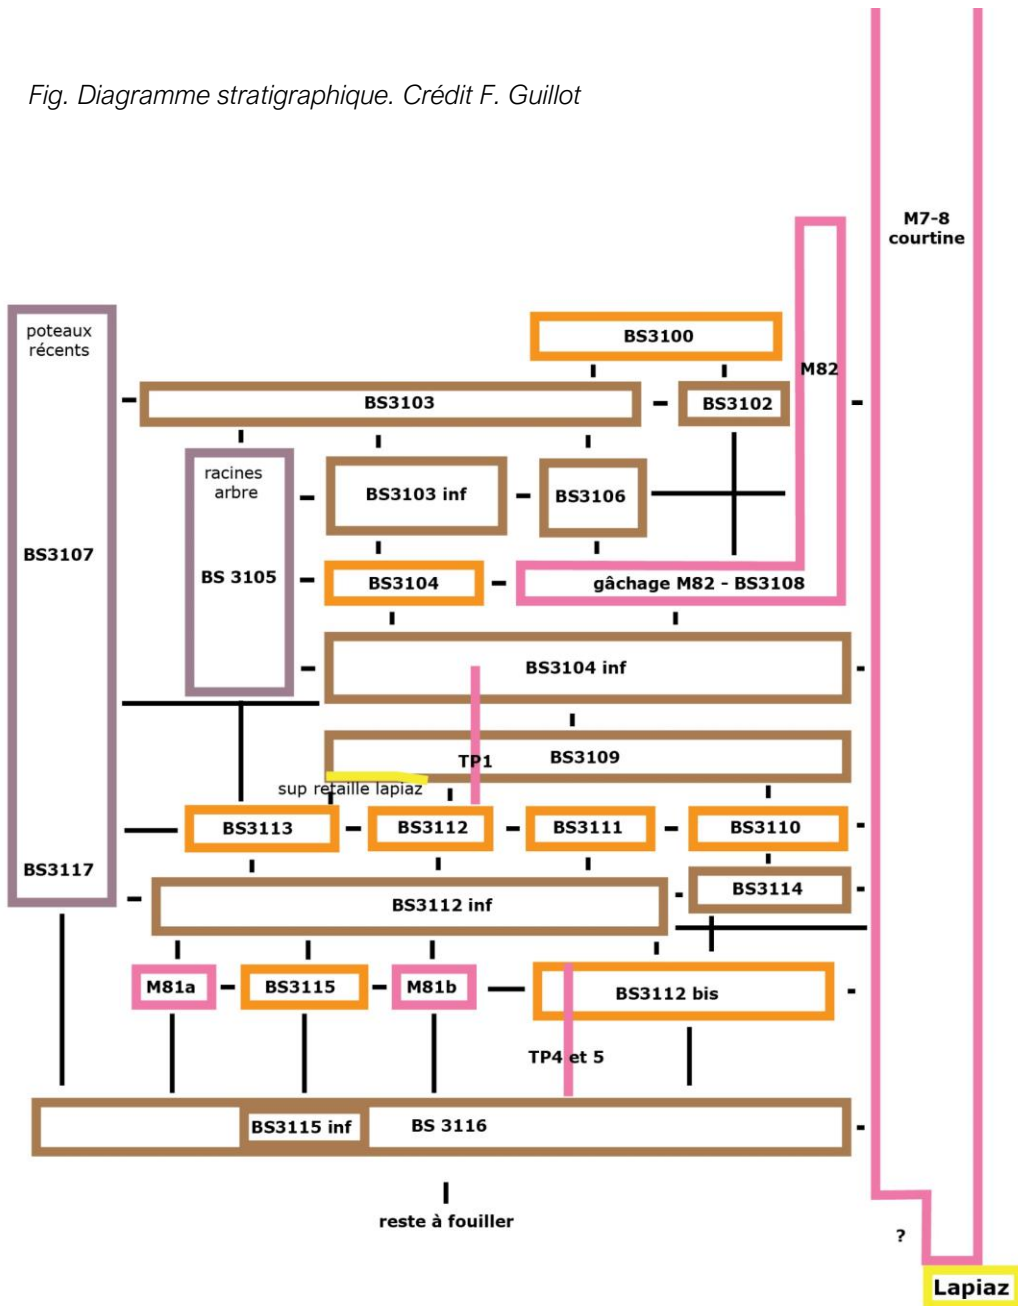 Fig. Diagramme stratigraphique. Crédit F. Guillot
M7-8
courtine
poteaux
récents
BS3100
M82
BS3103
BS3102
racines
arbre
BS3103 inf
BS3106
BS3107
BS 3105
BS3104
gâchage M82 - BS3108
BS3104 inf
TP1
BS3109
sup retaille lapiaz
BS3113
BS3112
BS3111
BS3110
BS3117
BS3114
BS3112 inf
M81a
BS3115
M81b
BS3112 bis
TP4 et 5
BS3115 inf
BS 3116
reste à fouiller
?
Lapiaz